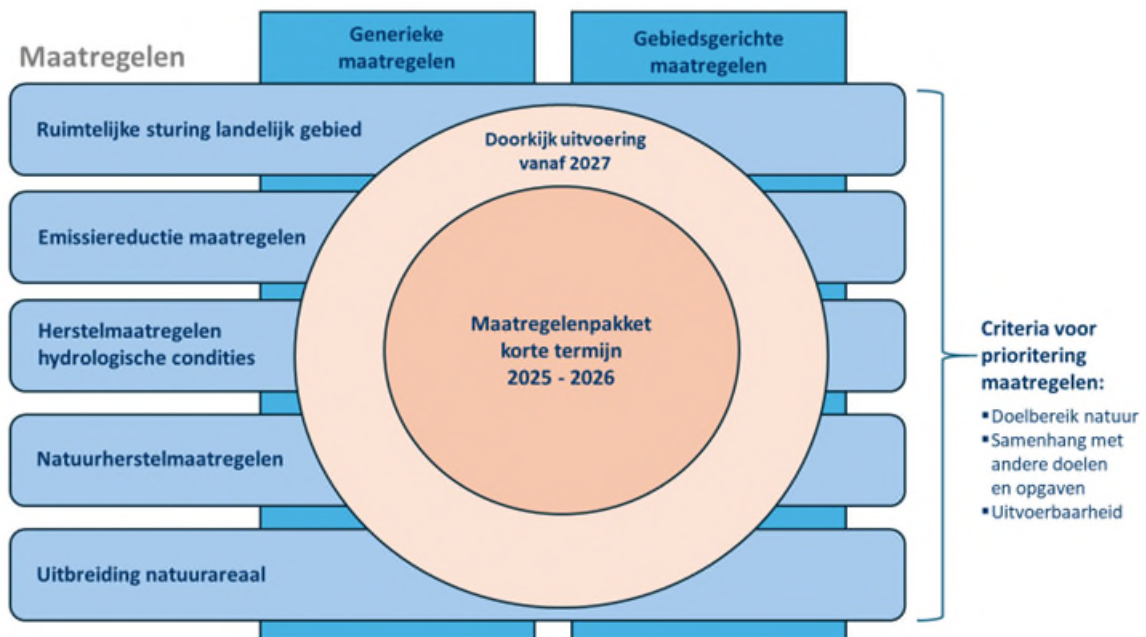 Maatregelen
Generieke
maatregelen
Gebiedsgerichte
maatregelen
Ruimtelijke sturing landelijk gebied
Emissiereductie maatregelen
Herstelmaatregelen
hydrologische condities
Natuurherstelmaatregelen
Uitbreiding natuurareaal
Doorkijk uitvoering
vanaf 2027
Maatregelenpakket
korte termijn
2025 - 2026
Criteria voor
prioritering
maatregelen:
▪Doelbereik natuur
▪Samenhang met
andere doelen
en opgaven
▪Uitvoerbaarheid